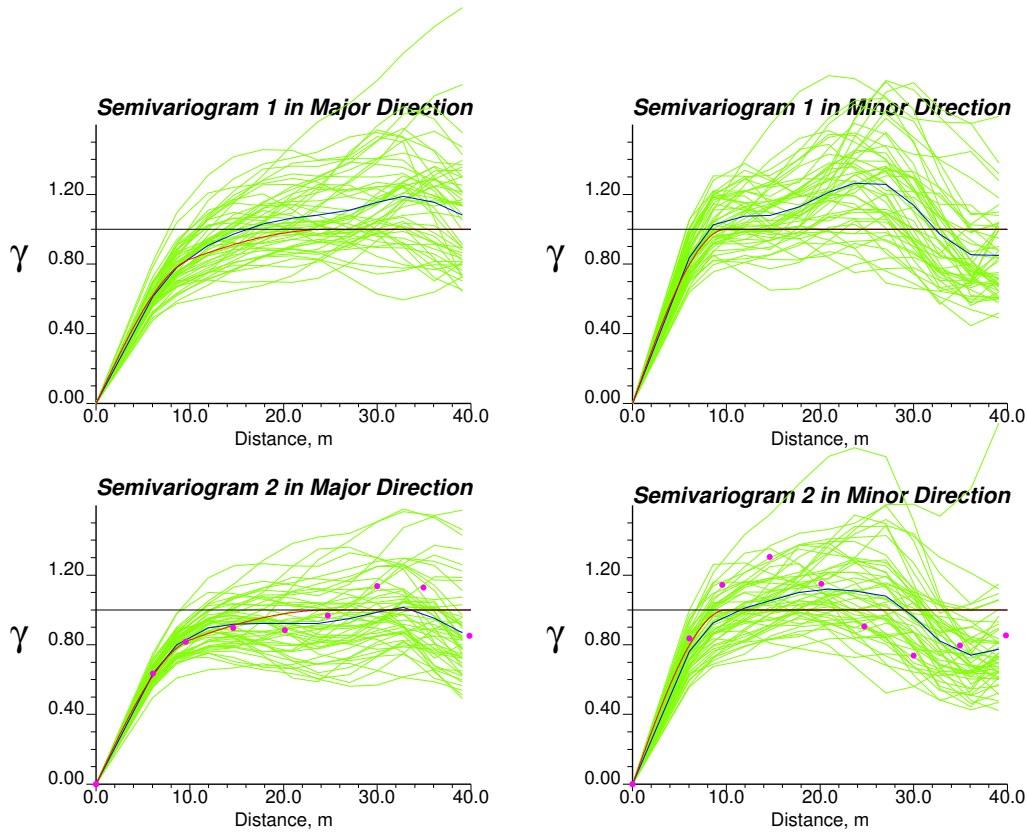 Semivariogram 1 in Major Direction
γ
1.20
0.80
0.40
0.00
0.0 10.0 20.0 30.0 40.0
Distance, m
Semivariogram 1 in Minor Direction
γ
1.20
0.80
0.40
0.00
0.0 10.0 20.0 30.0 40.0
Distance, m
Semivariogram 2 in Major Direction
γ
1.20
0.80
0.40
0.00
0.0 10.0 20.0 30.0 40.0
Distance, m
Semivariogram 2 in Minor Direction
γ
1.20
0.80
0.40
0.00
0.0 10.0 20.0 30.0 40.0
Distance, m